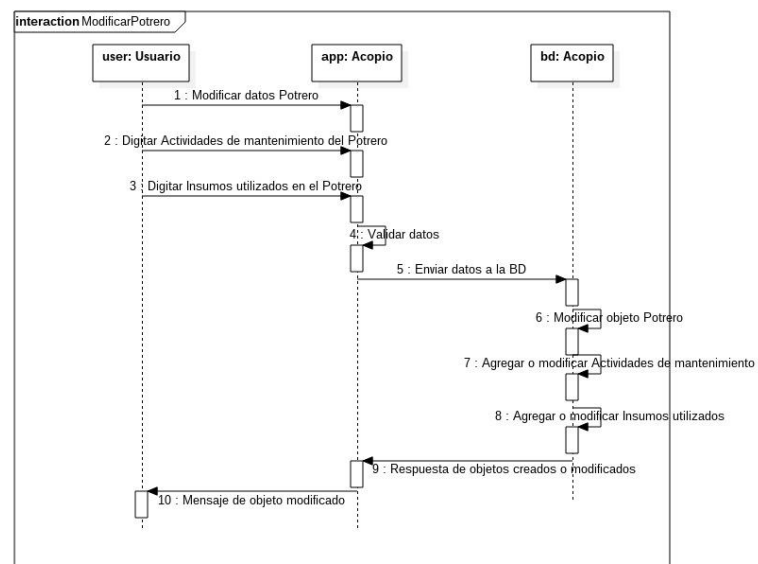 interaction ModificarPotrero
user: Usuario
app: Acopio
bd: Acopio
1 : Modificar datos Potrero
2 : Digitar Actividades de mantenimiento del Potrero
3 : Digitar Insumos utilizados en el Potrero
4 : Validar datos
5 : Enviar datos a la BD
6 : Modificar objeto Potrero
7 : Agregar o modificar Actividades de mantenimiento
8 : Agregar o modificar Insumos utilizados
9 : Respuesta de objetos creados o modificados
10 : Mensaje de objeto modificado